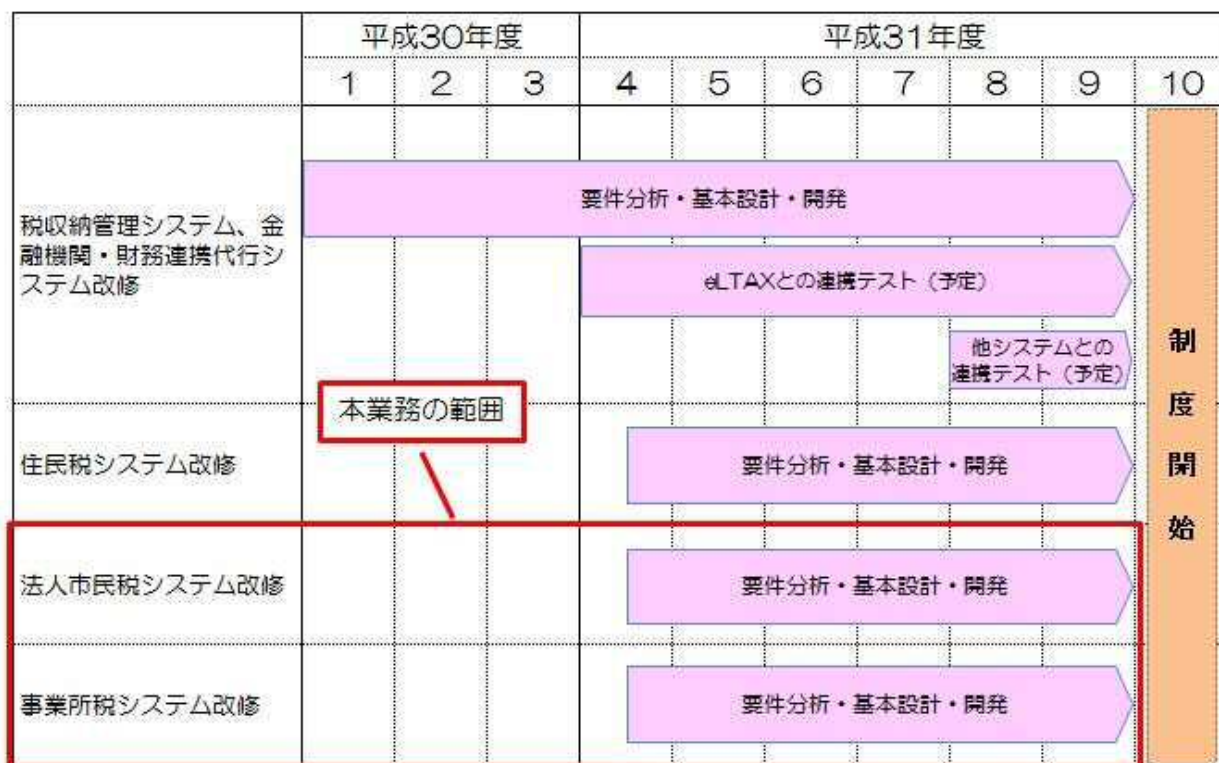 平成30年度
平成31年度
1 2 3 4 5 6 7 8 9 10
税収納管理システム、金
融機関・財務連携代行シ
ステム改修
要件分析・基本設計・開発
eLTAXとの連携テスト（予定）
他システムとの
連携テスト（予定）
本業務の範囲
住民税システム改修
要件分析・基本設計・開発
法人市民税システム改修
要件分析・基本設計・開発
事業所税システム改修
要件分析・基本設計・開発
制度開始